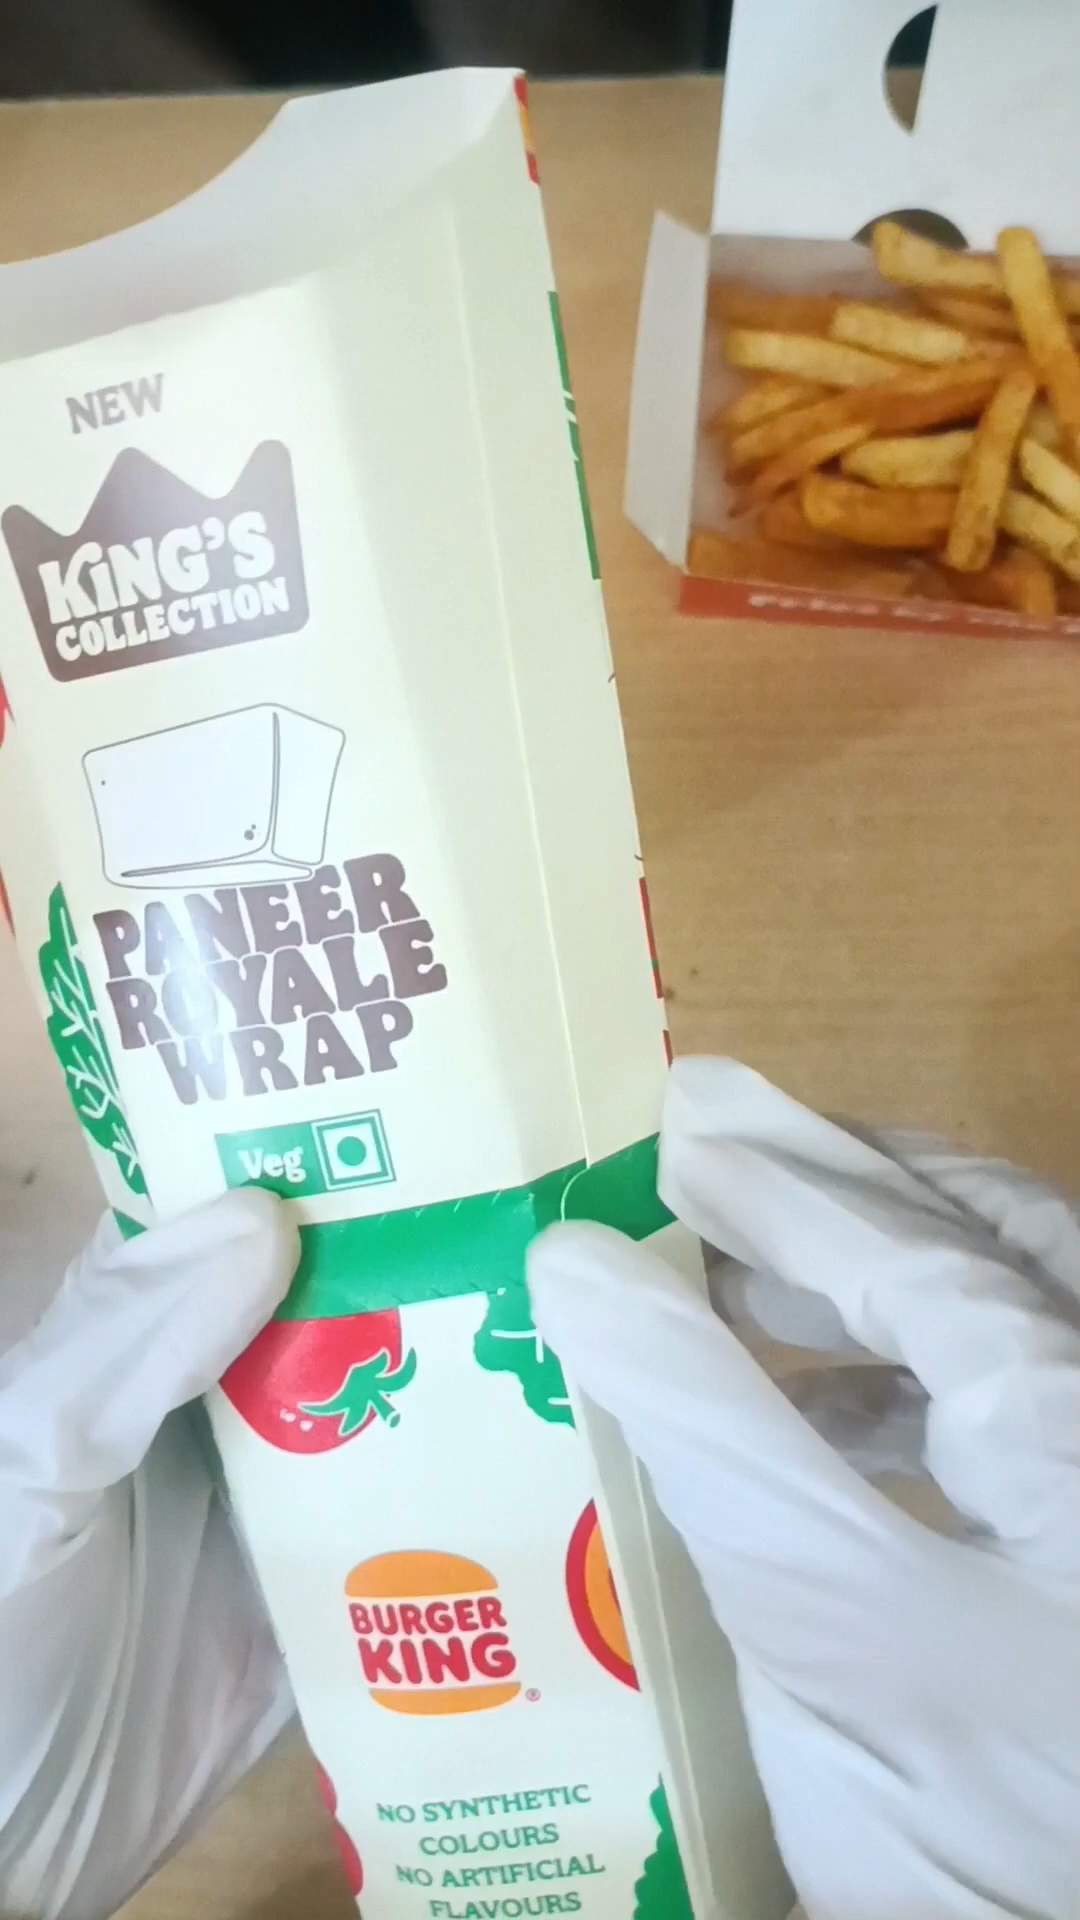 NEW
KING'S
COLLECTION
PANEER
ROYALE
WRAP
Veg
BURGER
KING
®
NO SYNTHETIC
COLOURS
NO ARTIFICIAL
FLAVOURS